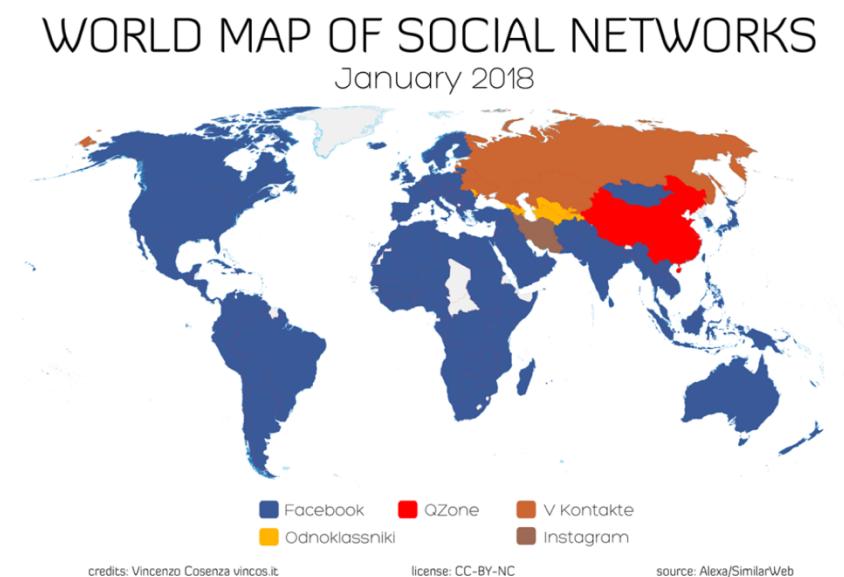 WORLD MAP OF SOCIAL NETWORKS
January 2018
Facebook QZone V Kontakte
Odnoklassniki Instagram
credits: Vincenzo Cosenza vincos.it license: CC-BY-NC source: Alexa/SimilarWeb